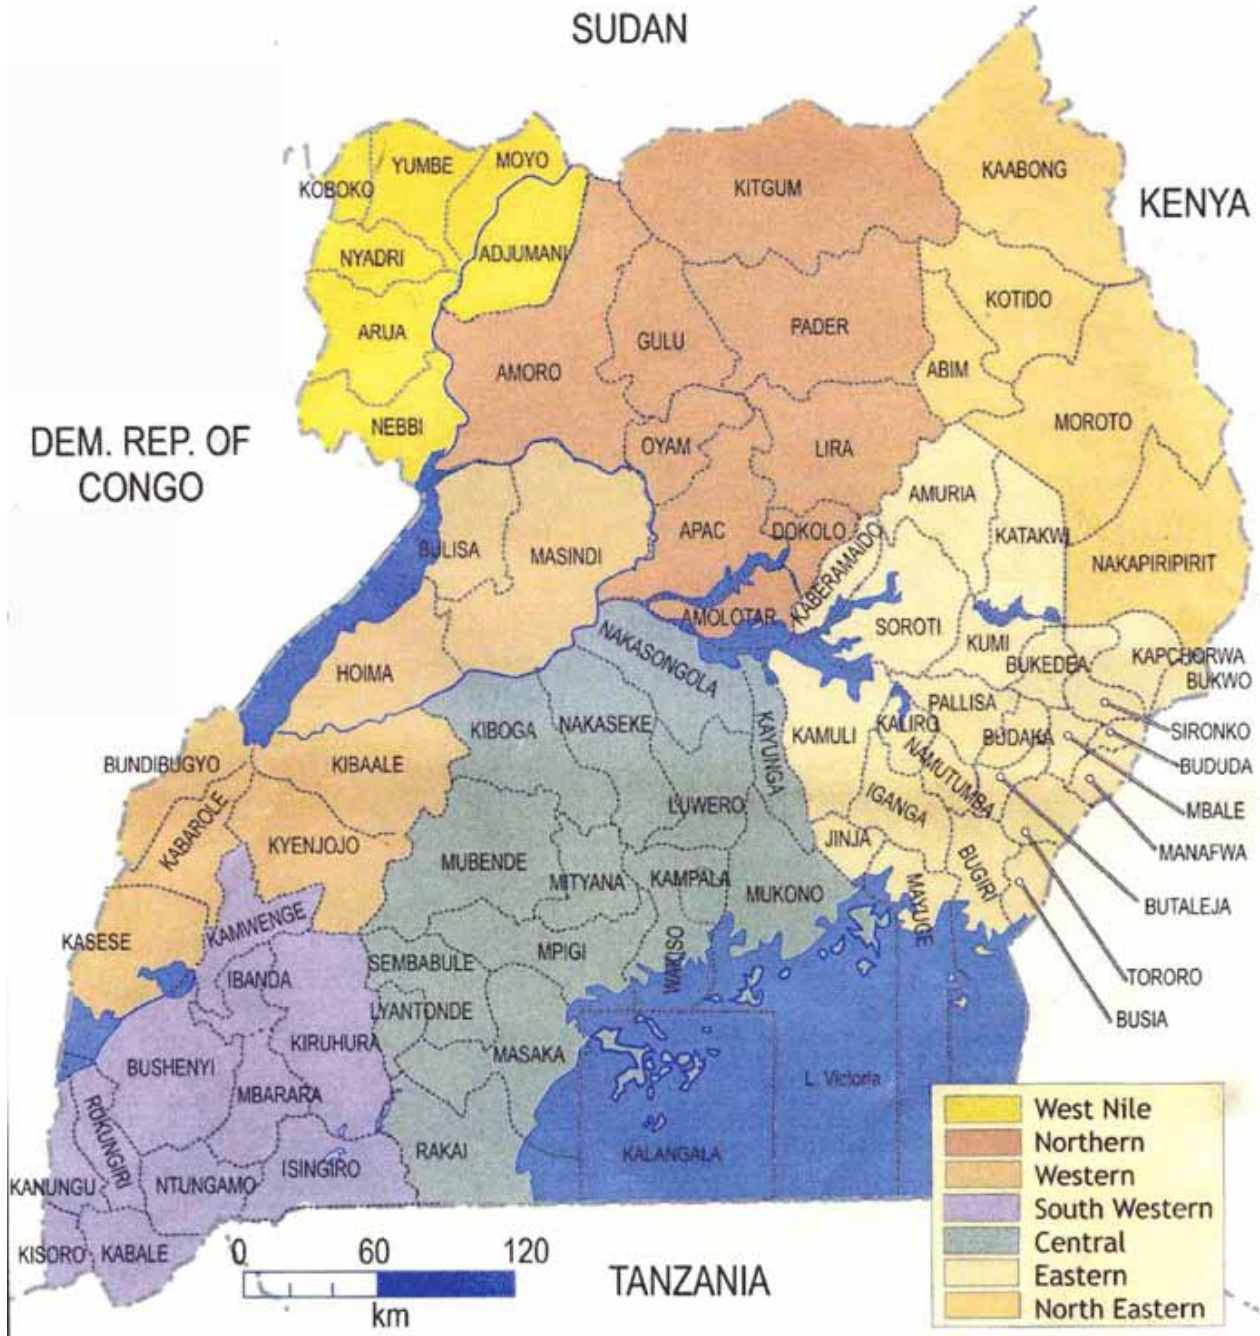 SUDAN
KENYA
DEM. REP. OF
CONGO
TANZANIA
KOBOKO
YUMBE
MOYO
NYADRI
ADJUMANI
ARUA
NEBBI
KITGUM
KAABONG
AMORO
GULU
PADER
KOTIDO
ABIM
MOROTO
OYAM
LIRA
APAC
DOKOLO
AMOLOTAR
KABERAMAIDO
AMURIA
KATAKWI
NAKAPIRIPIRIT
SOROTI
KUMI
BUKEDEA
KAPCHORWA
BUKWO
BULISA
MASINDI
HOIMA
NAKASONGOLA
KIBOGA
NAKASEKE
KAYUNGA
KAMULI
KALIRO
PALLISA
BUDAKA
NAMUTUMBA
SIRONKO
BUDUDA
MBALE
MANAFWA
BUTALEJA
TORORO
BUSIA
BUNDIBUGYO
KIBAALE
KABAROLE
KYENJOJO
LUWERO
IGANGA
JINJA
BUGIRI
MAYUGE
MUBENDE
MITYANA
KAMPALA
MUKONO
KASESE
KAMWENGE
IBANDA
SEMBABULE
MPIGI
WAKISO
LYANTONDE
KIRUHURA
MASAKA
BUSHENYI
MBARARA
ROKUNGIRI
L. Victoria
RAKAI
KALANGALA
KANUNGU
NTUNGAMO
ISINGIRO
KISORO
KABALE
0 60 120
km
West Nile
Northern
Western
South Western
Central
Eastern
North Eastern